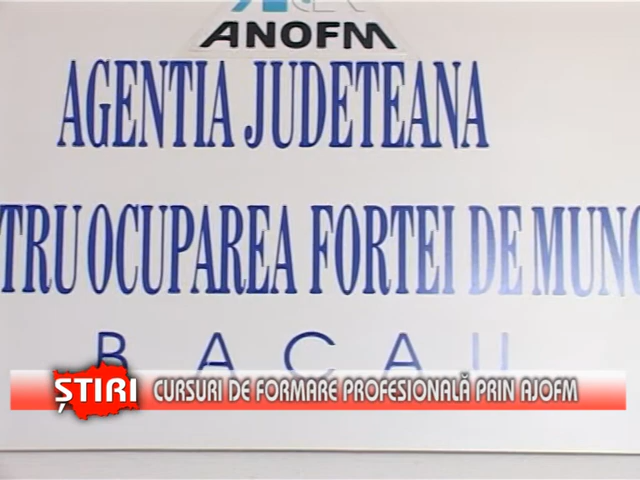 ANOFM
AGENTIA JUDETEANA
TRU OCUPAREA FORTEI DE MUNC
BACAU
ȘTIRI CURSURI DE FORMARE PROFESIONALĂ PRIN AJOFM